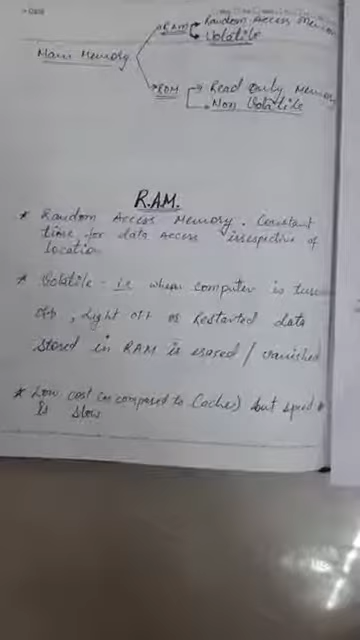 Date
RAM → Random Access Memory
→ Volatile
Main Memory
ROM → Read Only Memory
→ Non Volatile
R.A.M.
* Random Access Memory. Constant
time for data access irrespective of
location
* Volatile - ie when computer is
off, Light off or Restarted data
stored in RAM is erased / vanished
* Low cost (n compared to Cache) but speed
is slow